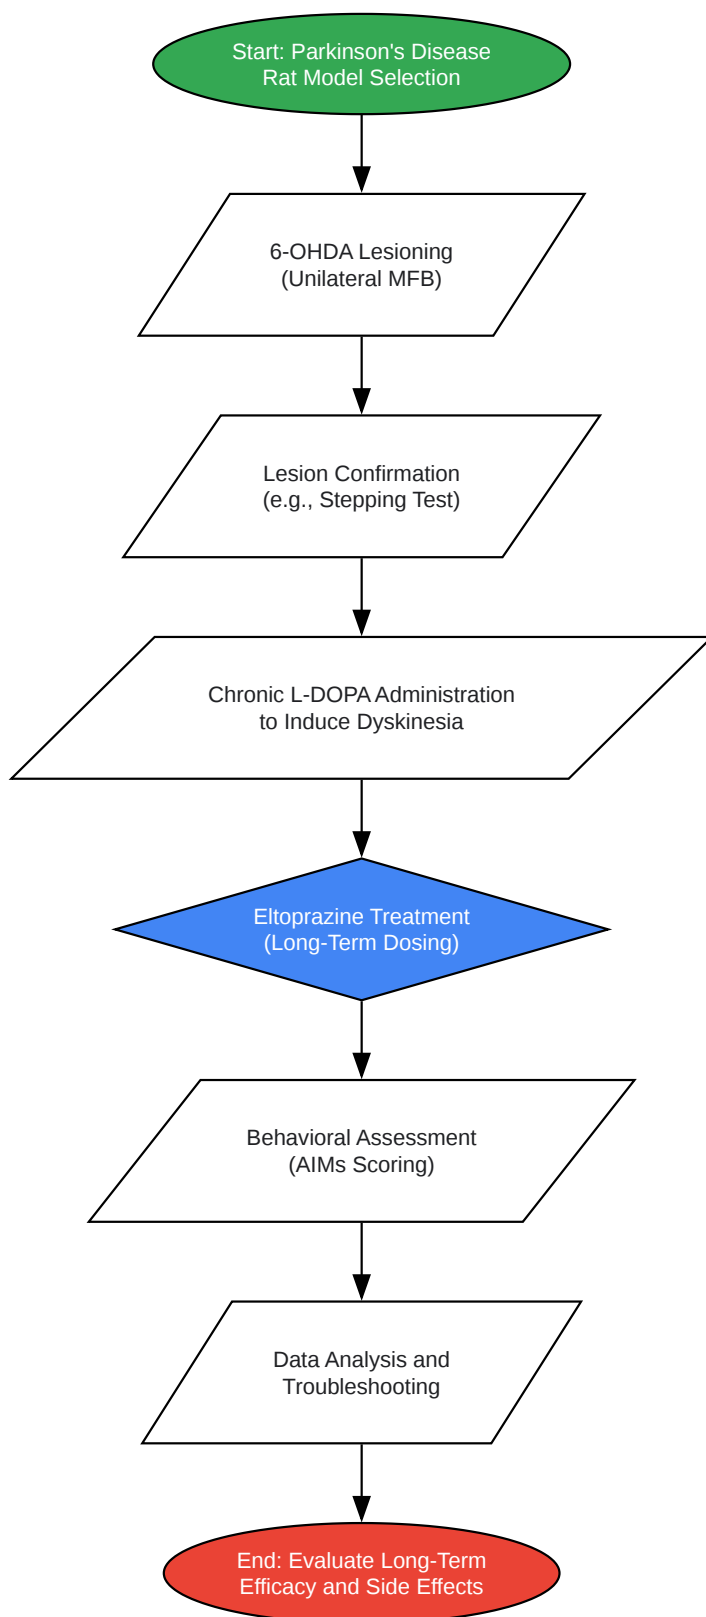 Start: Parkinson's Disease
Rat Model Selection
6-OHDA Lesioning
(Unilateral MFB)
Lesion Confirmation
(e.g., Stepping Test)
Chronic L-DOPA Administration
to Induce Dyskinesia
Eltoprazine Treatment
(Long-Term Dosing)
Behavioral Assessment
(AIMs Scoring)
Data Analysis and
Troubleshooting
End: Evaluate Long-Term
Efficacy and Side Effects